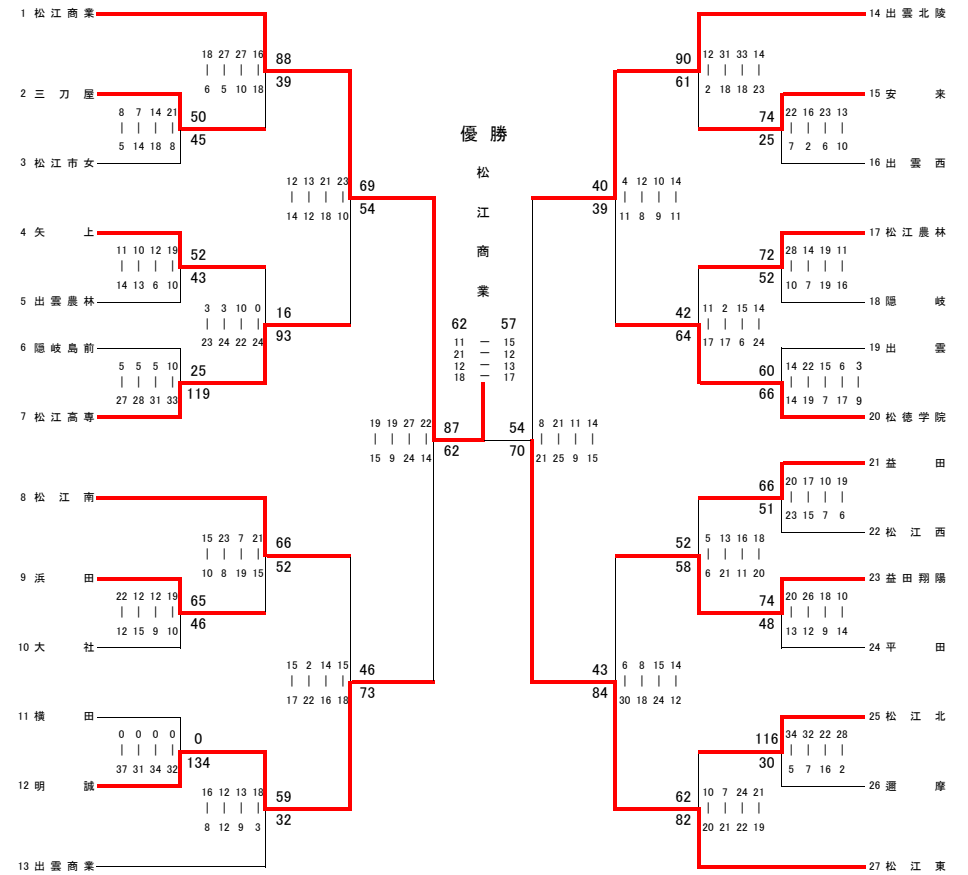 1 松江商業
18 27 27 16
6 5 10 18
88
39
2 三刀屋
8 7 14 21
5 14 18 8
50
45
3 松江市女
12 13 21 23
14 12 18 10
69
54
4 矢上
11 10 12 19
14 13 6 10
52
43
5 出雲農林
3 3 10 0
23 24 22 24
16
93
6 隠岐島前
5 5 5 10
27 28 31 33
25
119
7 松江高専
19 19 27 22
15 9 24 14
87
62
8 松江南
15 23 7 21
10 8 19 15
66
52
9 浜田
22 12 12 19
12 15 9 10
65
46
10 大社
15 2 14 15
17 22 16 18
46
73
11 横田
0 0 0 0
37 31 34 32
0
134
12 明誠
16 12 13 18
8 12 9 3
59
32
13 出雲商業
優勝
松江商業
62 57
11 — 15
21 — 12
12 — 13
18 — 17
14 出雲北陵
90
61
12 31 33 14
2 18 18 23
15 安来
74
25
22 16 23 13
7 2 6 10
16 出雲西
40
39
4 12 10 14
11 8 9 11
17 松江農林
72
52
28 14 19 11
10 7 19 16
18 隠岐
42
64
11 2 15 14
17 17 6 24
19 出雲
60
66
14 22 15 6 3
14 19 7 17 9
20 松徳学院
54
70
8 21 11 14
21 25 9 15
21 益田
66
51
20 17 10 19
23 15 7 6
22 松江西
52
58
5 13 16 18
6 21 11 20
23 益田翔陽
74
48
20 26 18 10
13 12 9 14
24 平田
43
84
6 8 15 14
30 18 24 12
25 松江北
116
30
34 32 22 28
5 7 16 2
26 邇摩
62
82
10 7 24 21
20 21 22 19
27 松江東